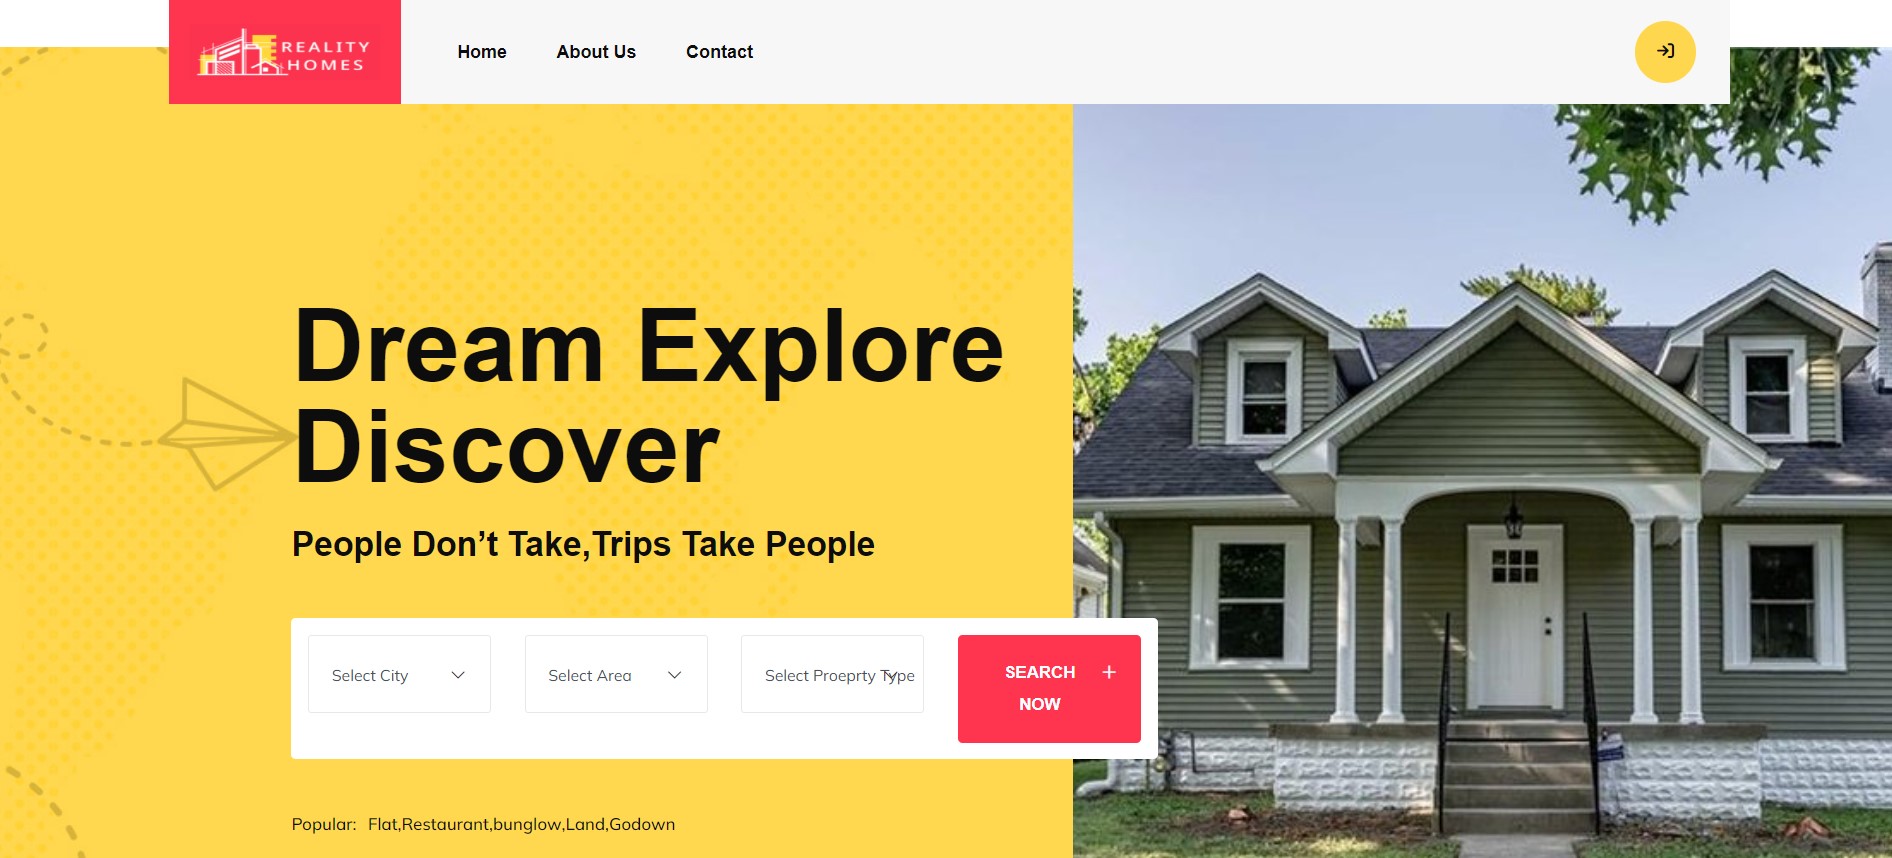 REALITY
HOMES
Home
About Us
Contact
Dream Explore
Discover
People Don’t Take,Trips Take People
Select City
Select Area
Select Proeprty Type
SEARCH
NOW
Popular: Flat,Restaurant,bunglow,Land,Godown